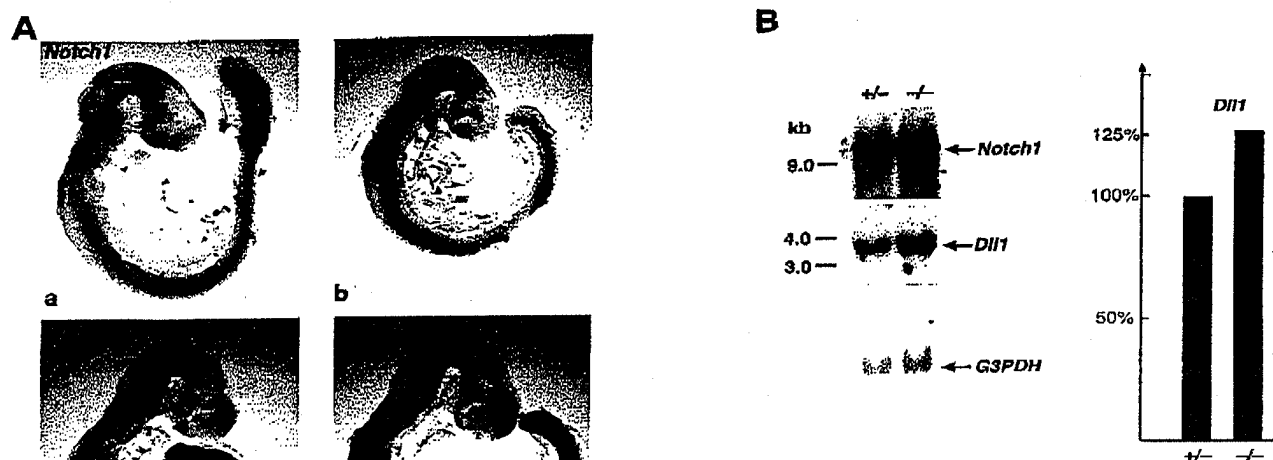 A
Notch1
a
b
B
+/– –/–
kb
9.0
Notch1
4.0
Dll1
3.0
G3PDH
Dll1
125%
100%
50%
+/– –/–